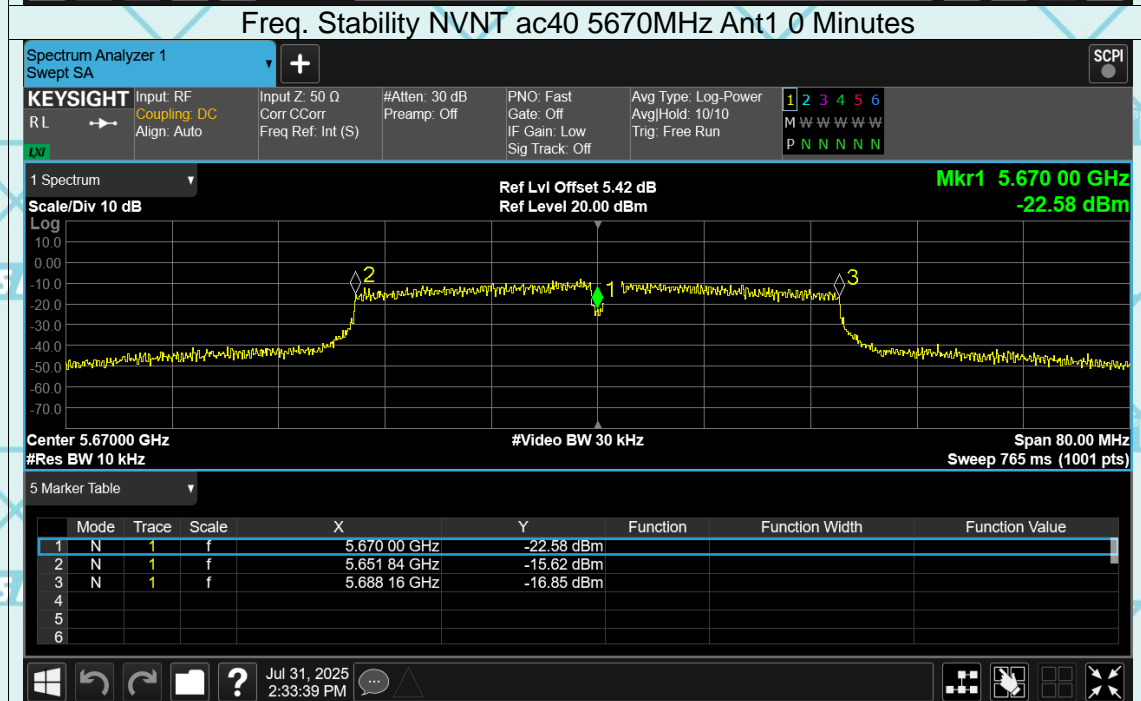 Freq. Stability NVNT ac40 5670MHz Ant1 0 Minutes
Spectrum Analyzer 1
Swept SA
+
SCPI
KEYSIGHT
RL
LXI
Input: RF
Coupling: DC
Align: Auto
Input Z: 50 Ω
Corr CCorr
Freq Ref: Int (S)
#Atten: 30 dB
Preamp: Off
PNO: Fast
Gate: Off
IF Gain: Low
Sig Track: Off
Avg Type: Log-Power
Avg|Hold: 10/10
Trig: Free Run
1 2 3 4 5 6
M W W W W W
P N N N N N
1 Spectrum
Scale/Div 10 dB
Ref Lvl Offset 5.42 dB
Ref Level 20.00 dBm
Mkr1 5.670 00 GHz
-22.58 dBm
Log
10.0
0.00
-10.0
-20.0
-30.0
-40.0
-50.0
-60.0
-70.0
2
1
3
Center 5.67000 GHz
#Res BW 10 kHz
#Video BW 30 kHz
Span 80.00 MHz
Sweep 765 ms (1001 pts)
5 Marker Table
Mode Trace Scale X Y Function Function Width Function Value
1 N 1 f 5.670 00 GHz -22.58 dBm
2 N 1 f 5.651 84 GHz -15.62 dBm
3 N 1 f 5.688 16 GHz -16.85 dBm
4
5
6
?
Jul 31, 2025
2:33:39 PM